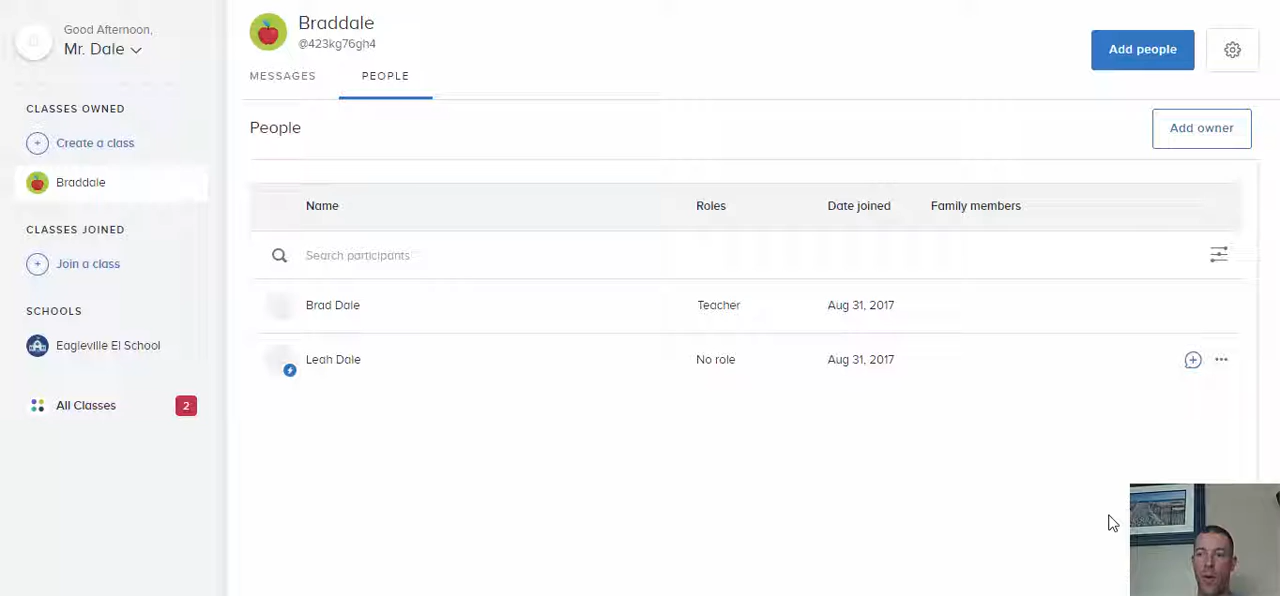 Good Afternoon,
Mr. Dale
CLASSES OWNED
Create a class
Braddale
CLASSES JOINED
Join a class
SCHOOLS
Eagleville El School
All Classes 2
Braddale
@423kg76gh4
MESSAGES PEOPLE
Add people
People
Add owner
Name Roles Date joined Family members
Search participants
Brad Dale Teacher Aug 31, 2017
Leah Dale No role Aug 31, 2017